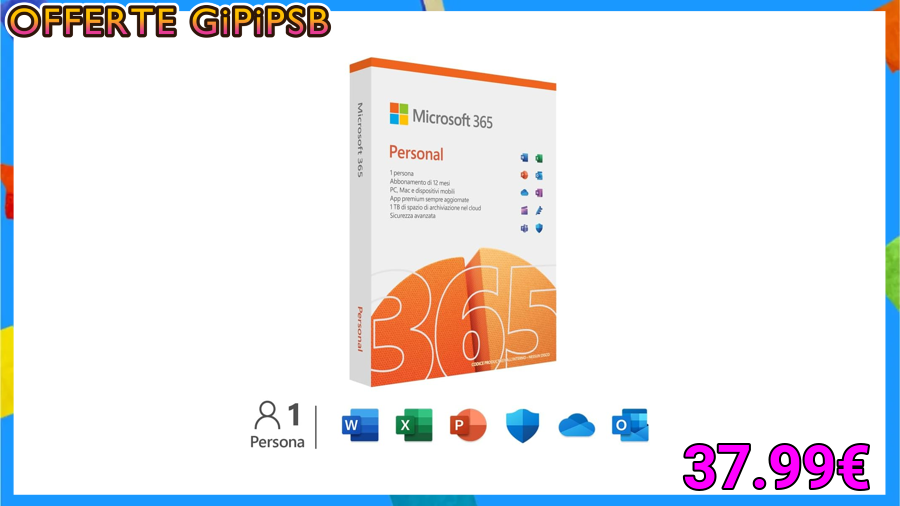 OFFERTE GiPiPSB
Microsoft 365
Microsoft 365
Personal
1 persona
Abbonamento di 12 mesi
PC, Mac e dispositivi mobili
App premium sempre aggiornate
1 TB di spazio di archiviazione nel cloud
Sicurezza avanzata
Personal
365
1
Persona
W
X
P
O
37.99€